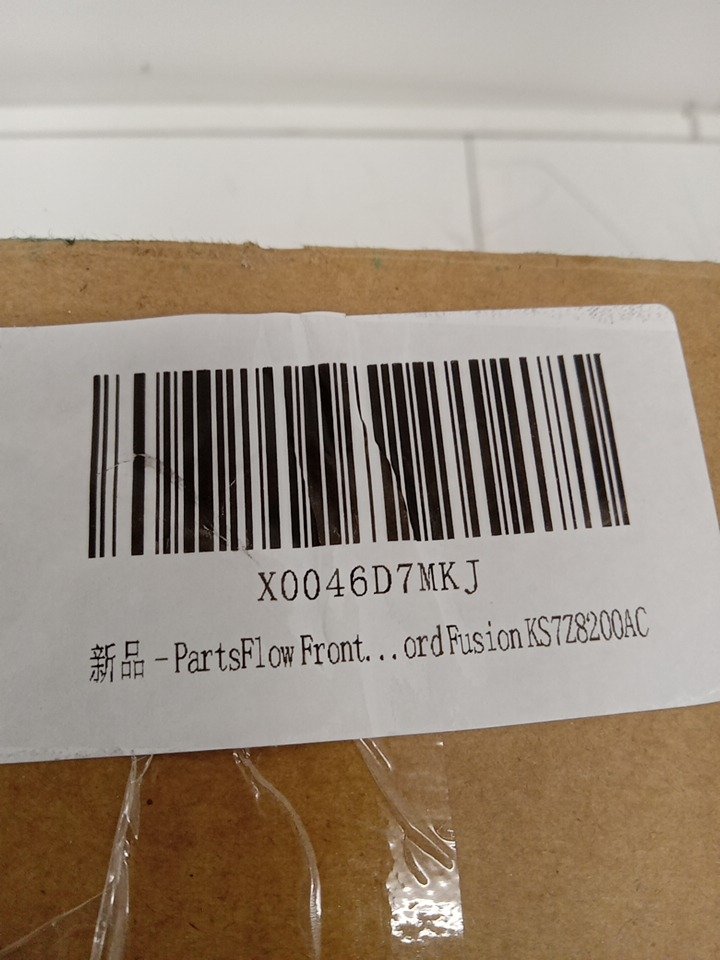 X0046D7MKJ
新品 - PartsFlow Front...ord Fusion KS7Z8200AC